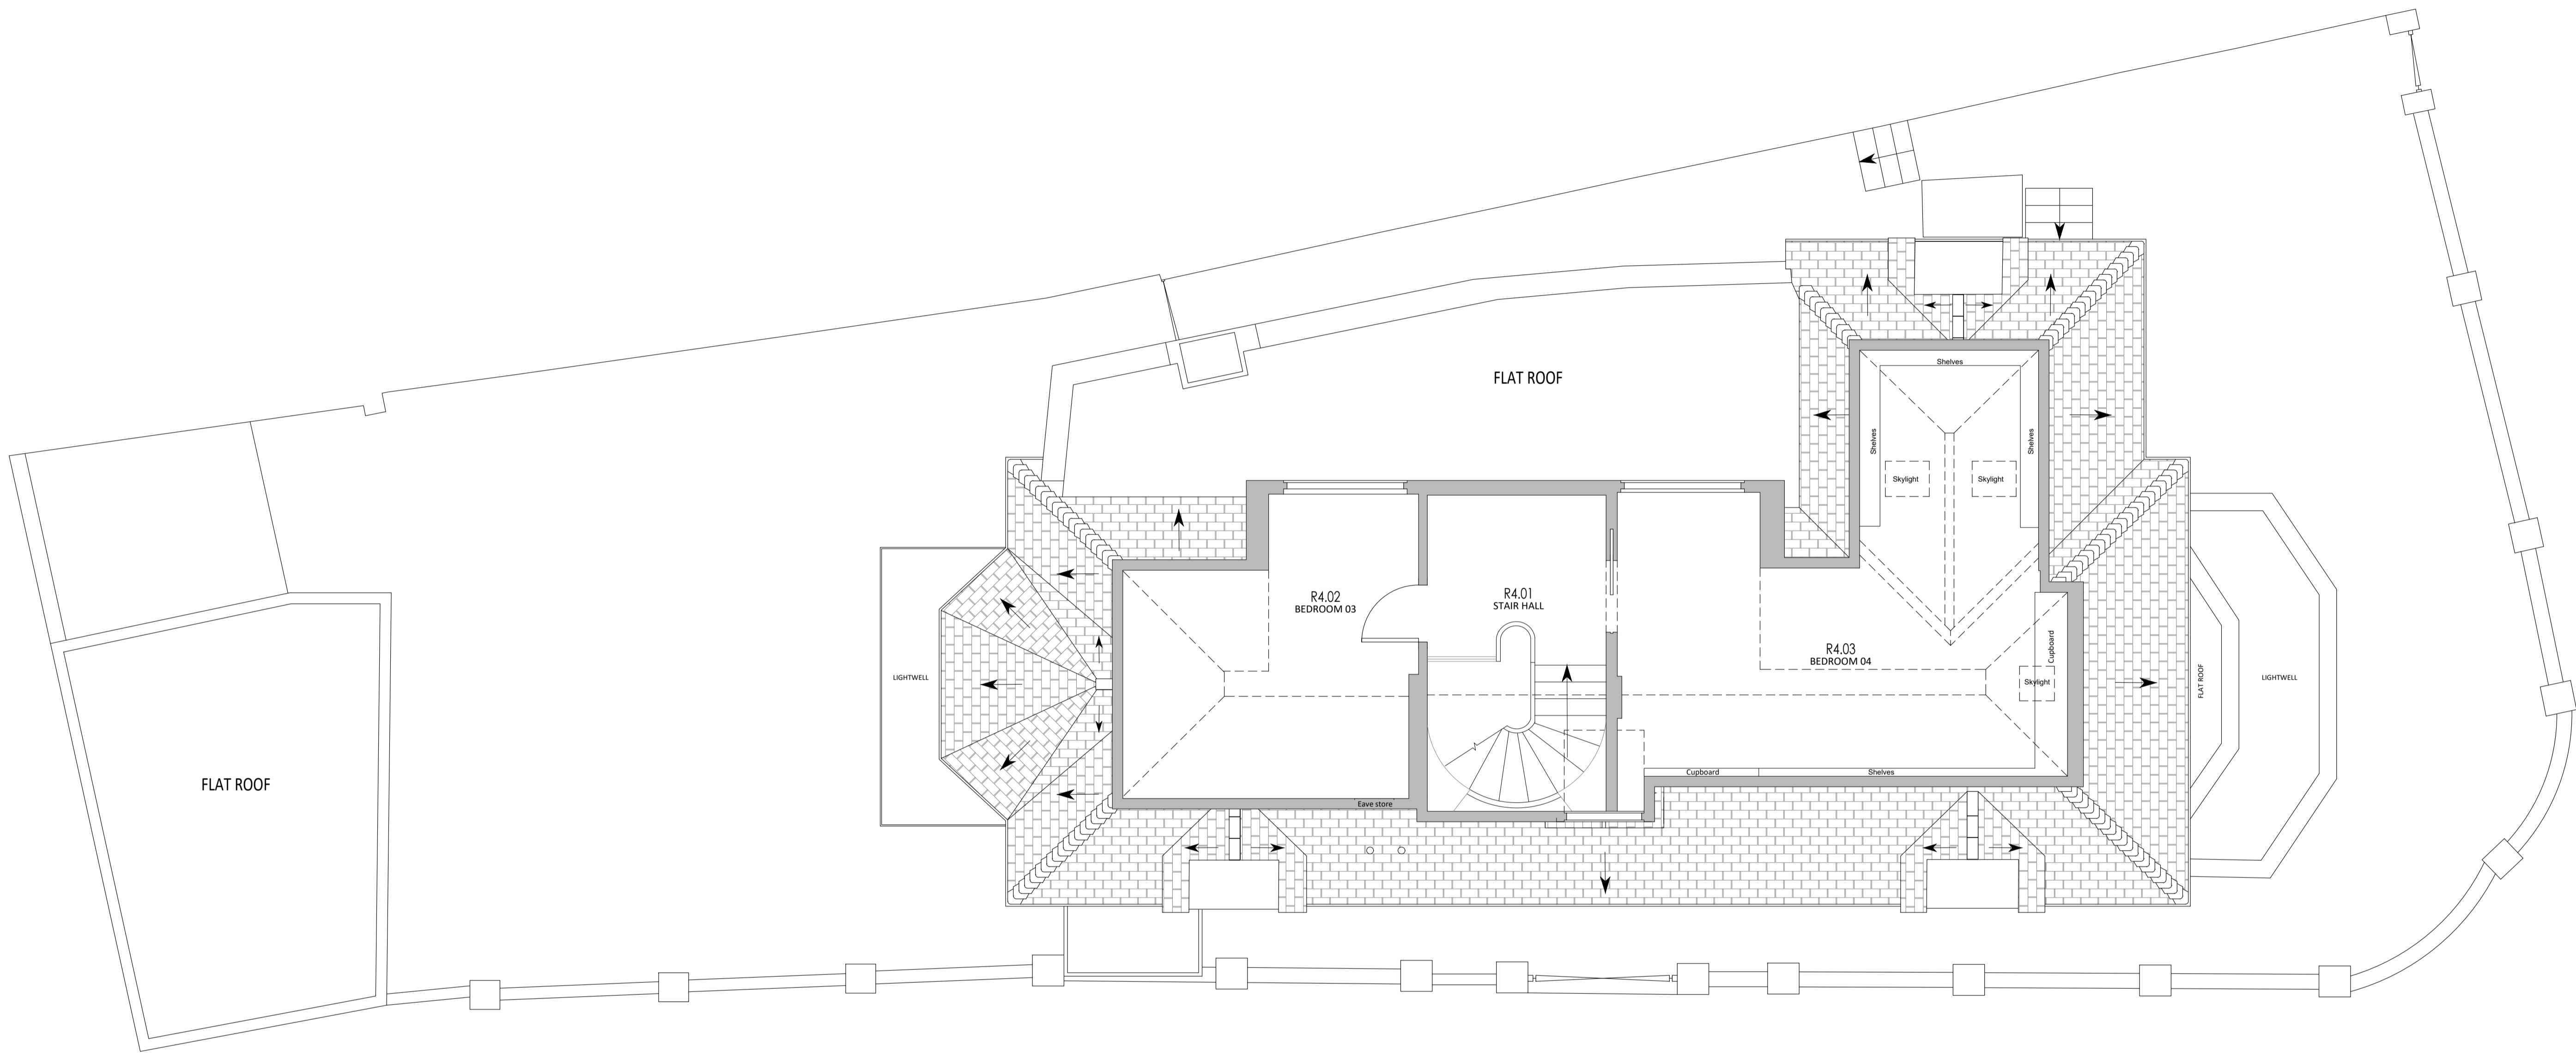 Shelves
FLAT ROOF
Shelves
Shelves
Skylight
Skylight
R4.02
BEDROOM 03
R4.01
STAIR HALL
R4.03
BEDROOM 04
Cupboard
LIGHTWELL
Skylight
FLAT ROOF
LIGHTWELL
FLAT ROOF
Cupboard
Shelves
Eave store